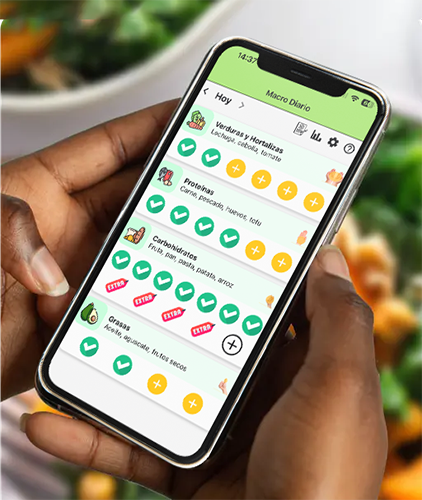 14:37
Macro Diario
Hoy
Verduras y Hortalizas
Lechuga, cebolla, tomate
Proteínas
Carne, pescado, huevos, tofu
Carbohidratos
Fruta, pan, pasta, patata, arroz
EXTRA
EXTRA
EXTRA
EXTRA
Grasas
Aceite, aguacate, frutos secos